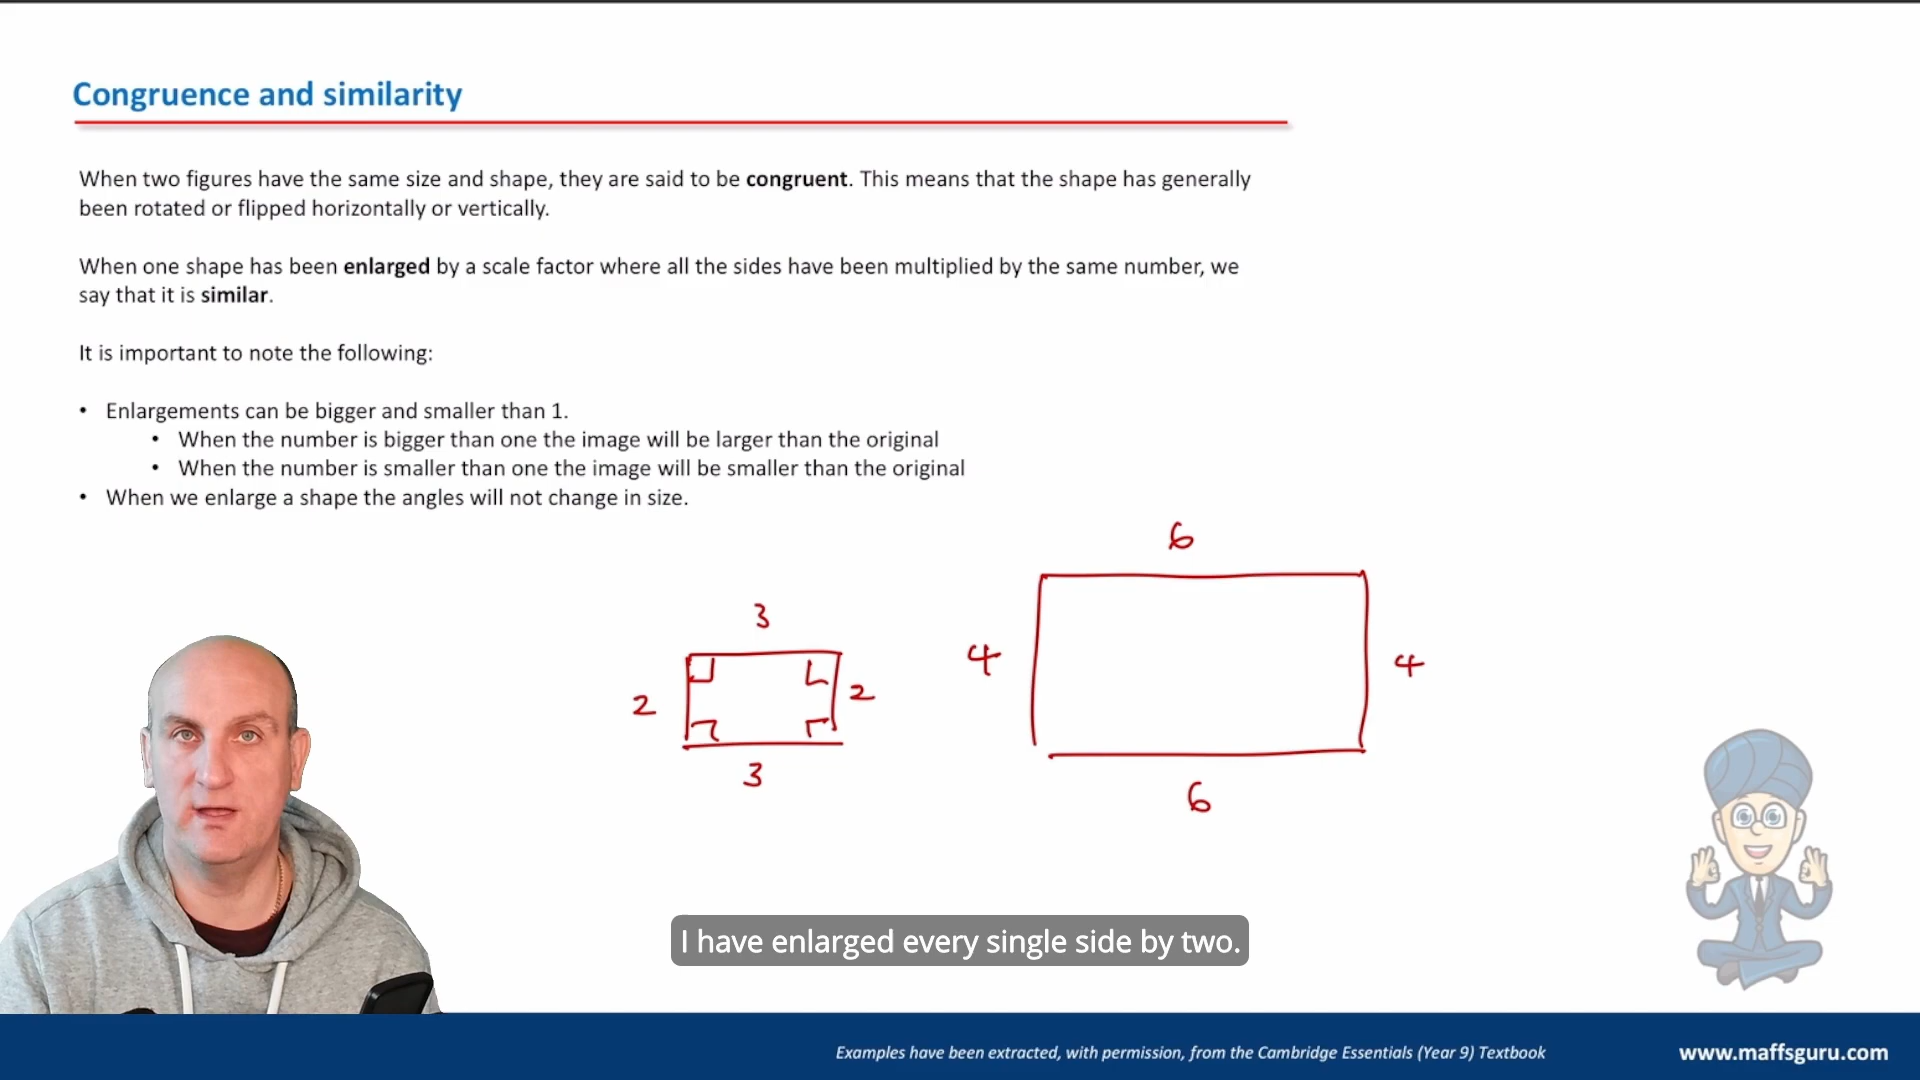 Congruence and similarity
When two figures have the same size and shape, they are said to be congruent. This means that the shape has generally
been rotated or flipped horizontally or vertically.
When one shape has been enlarged by a scale factor where all the sides have been multiplied by the same number, we
say that it is similar.
It is important to note the following:
• Enlargements can be bigger and smaller than 1.
• When the number is bigger than one the image will be larger than the original
• When the number is smaller than one the image will be smaller than the original
• When we enlarge a shape the angles will not change in size.
3
2
2
3
6
4
4
6
I have enlarged every single side by two.
Examples have been extracted, with permission, from the Cambridge Essentials (Year 9) Textbook
www.maffsguru.com